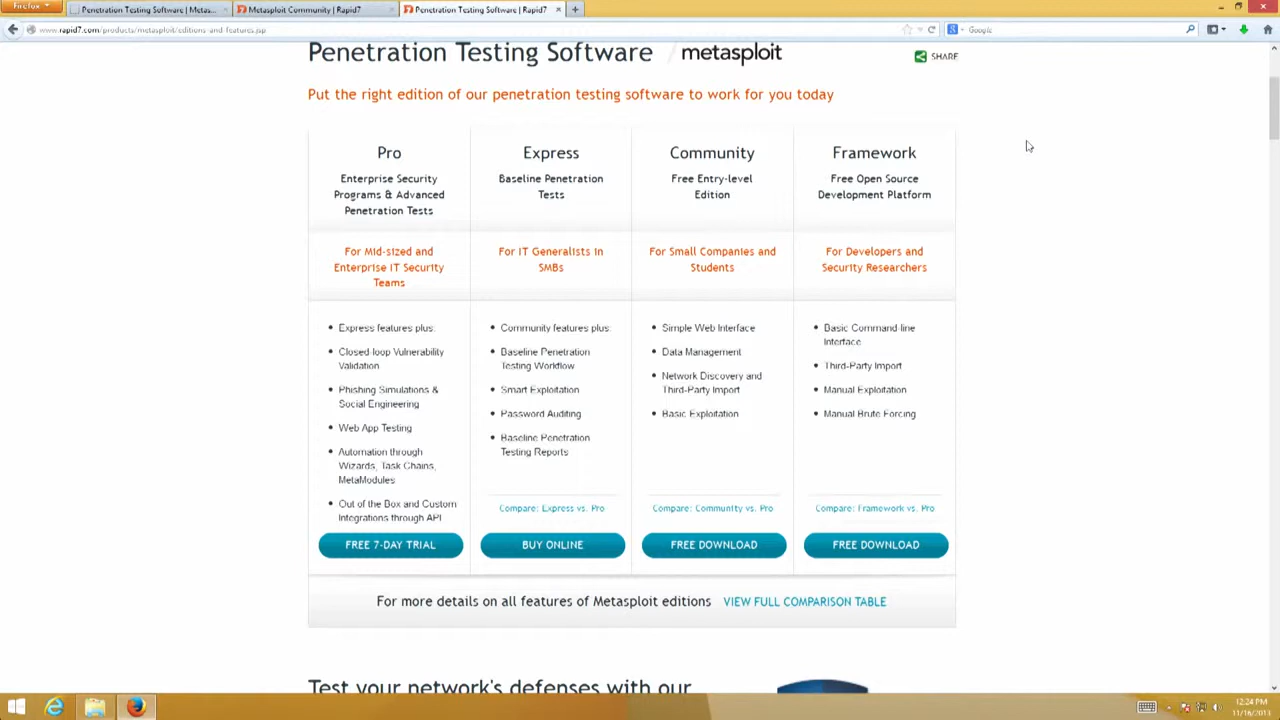 Firefox
Penetration Testing Software | Metas...
Metasploit Community | Rapid7
Penetration Testing Software | Rapid7
www.rapid7.com/products/metasploit/editions-and-features.jsp
Google
Penetration Testing Software / metasploit
SHARE
Put the right edition of our penetration testing software to work for you today
Pro
Enterprise Security
Programs & Advanced
Penetration Tests
For Mid-sized and
Enterprise IT Security
Teams
Express features plus:
Closed-loop Vulnerability
Validation
Phishing Simulations &
Social Engineering
Web App Testing
Automation through
Wizards, Task Chains,
MetaModules
Out of the Box and Custom
Integrations through API
FREE 7-DAY TRIAL
Express
Baseline Penetration
Tests
For IT Generalists in
SMBs
Community features plus:
Baseline Penetration
Testing Workflow
Smart Exploitation
Password Auditing
Baseline Penetration
Testing Reports
Compare: Express vs. Pro
BUY ONLINE
Community
Free Entry-level
Edition
For Small Companies and
Students
Simple Web Interface
Data Management
Network Discovery and
Third-Party Import
Basic Exploitation
Compare: Community vs. Pro
FREE DOWNLOAD
Framework
Free Open Source
Development Platform
For Developers and
Security Researchers
Basic Command-line
Interface
Third-Party Import
Manual Exploitation
Manual Brute Forcing
Compare: Framework vs. Pro
FREE DOWNLOAD
For more details on all features of Metasploit editions VIEW FULL COMPARISON TABLE
Test your network's defenses with our
12:24 PM
11/16/2013